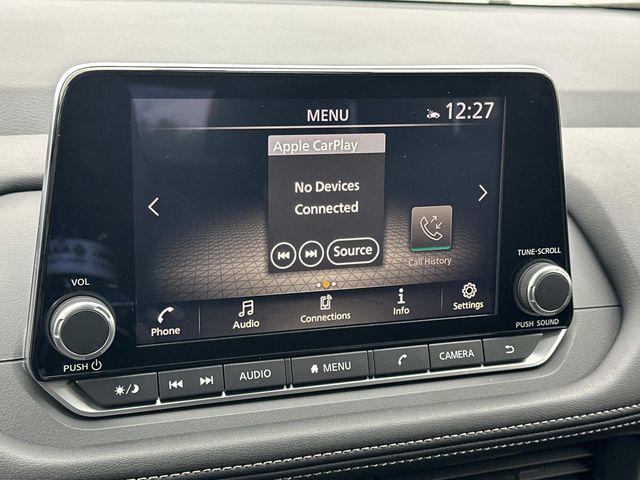 MENU
12:27
Apple CarPlay
No Devices
Connected
Source
Call History
Phone
Audio
Connections
Info
Settings
VOL
PUSH
TUNE·SCROLL
PUSH SOUND
AUDIO
MENU
CAMERA